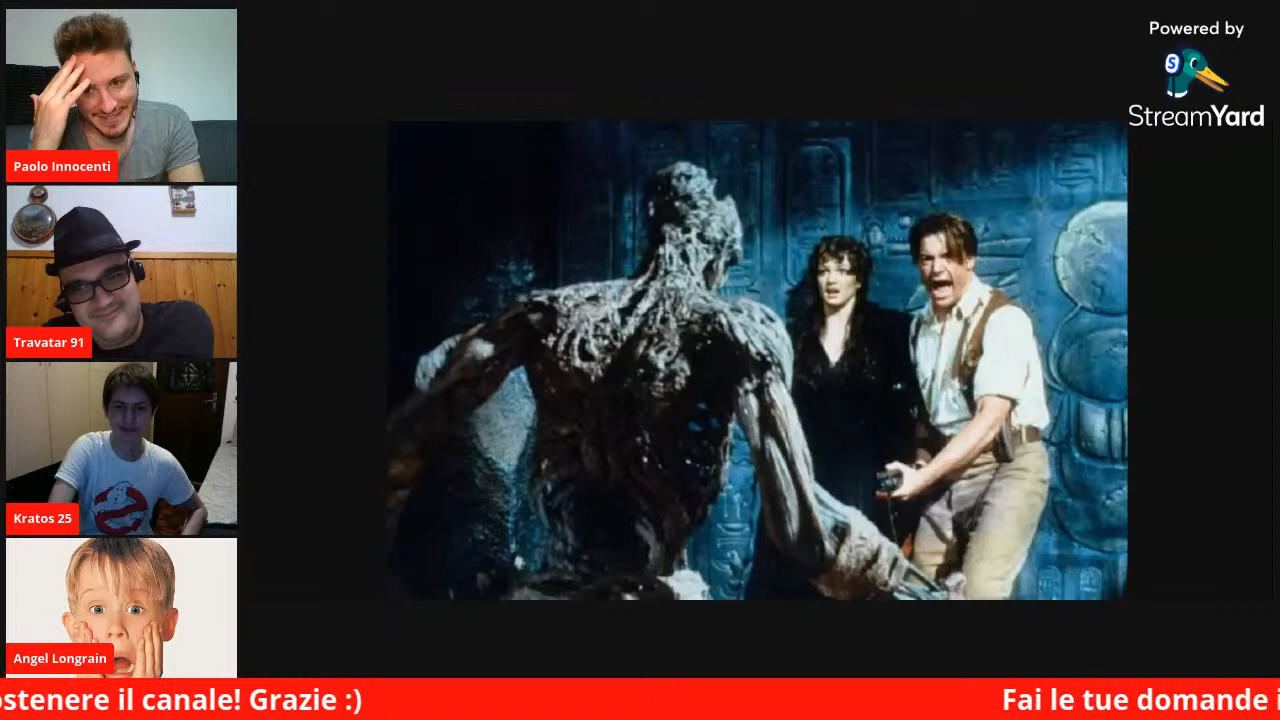 Powered by
StreamYard
Paolo Innocenti
Travatar 91
Kratos 25
Angel Longrain
ostenere il canale! Grazie :)
Fai le tue domande i